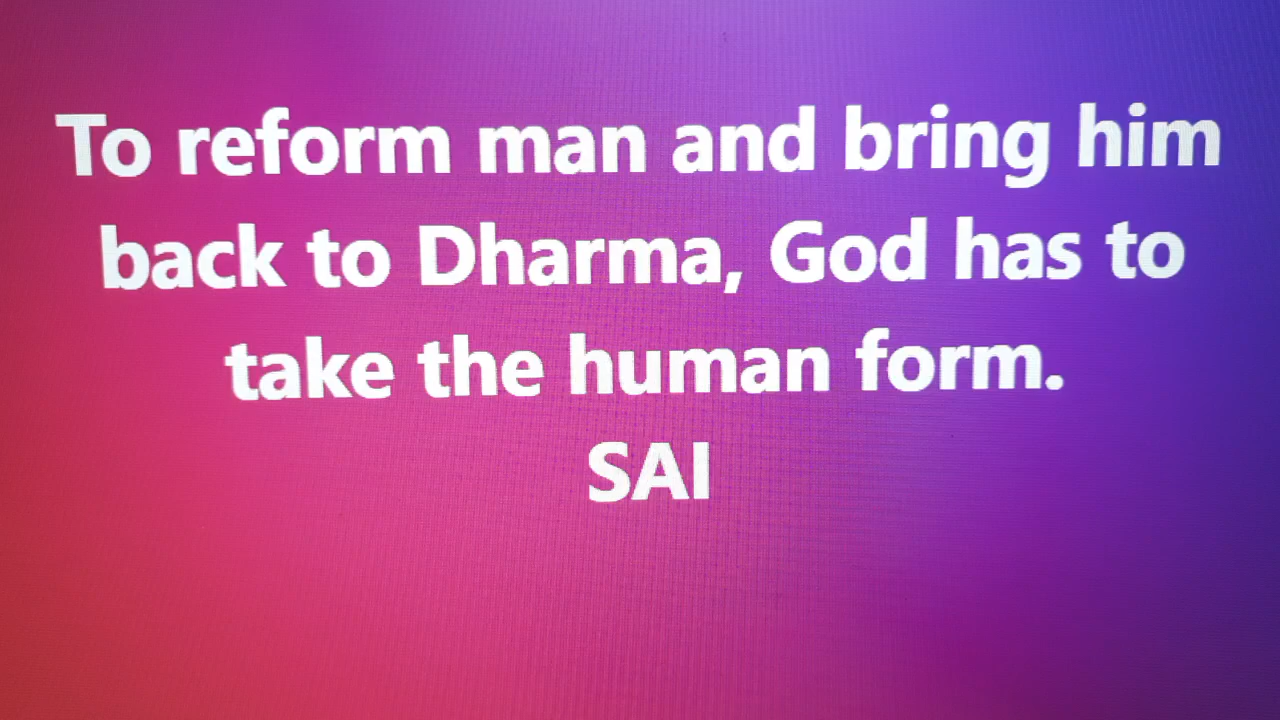 To reform man and bring him
back to Dharma, God has to
take the human form.
SAI